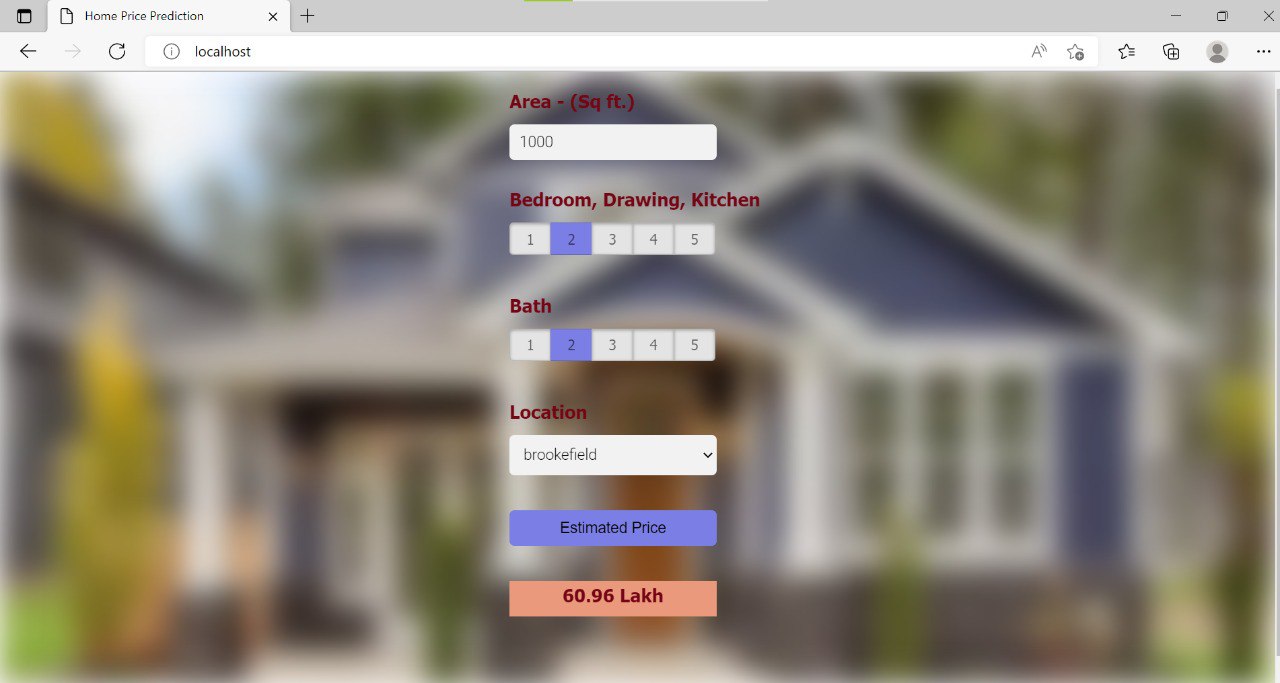 Home Price Prediction
localhost
Area - (Sq ft.)
1000
Bedroom, Drawing, Kitchen
1 2 3 4 5
Bath
1 2 3 4 5
Location
brookefield
Estimated Price
60.96 Lakh